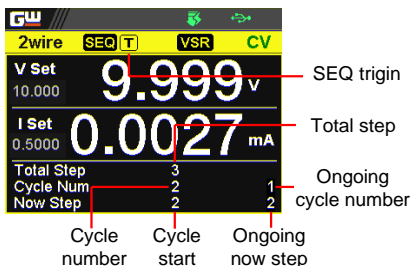 GW
2wire SEQ T VSR CV
V Set
10.000 9.999 V
SEQ trigin
I Set
0.5000 0.0027 mA
Total step
Total Step 3
Cycle Num 2 1
Now Step 2 2
Ongoing
cycle number
Cycle
number
Cycle
start
Ongoing
now step